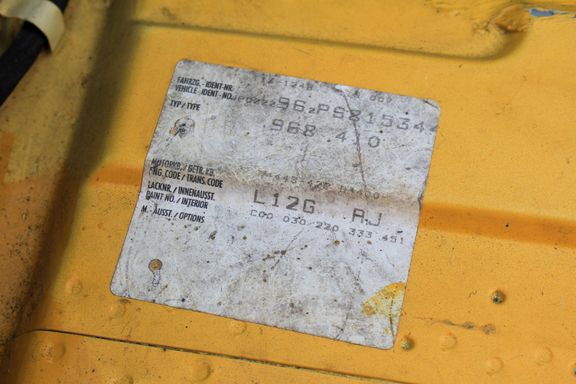 FAHRZG.-IDENT-NR.
VEHICLE-IDENT-NO. 96 PS815344
TYP/TYPE 968 4 0
MOTORKB./GETR.KB.
ENG.CODE/TRANS.CODE
LACKNR./INNENAUSST. L12G RJ
PAINT NO./INTERIOR
M.-AUSST./OPTIONS C00 030 220 333 451